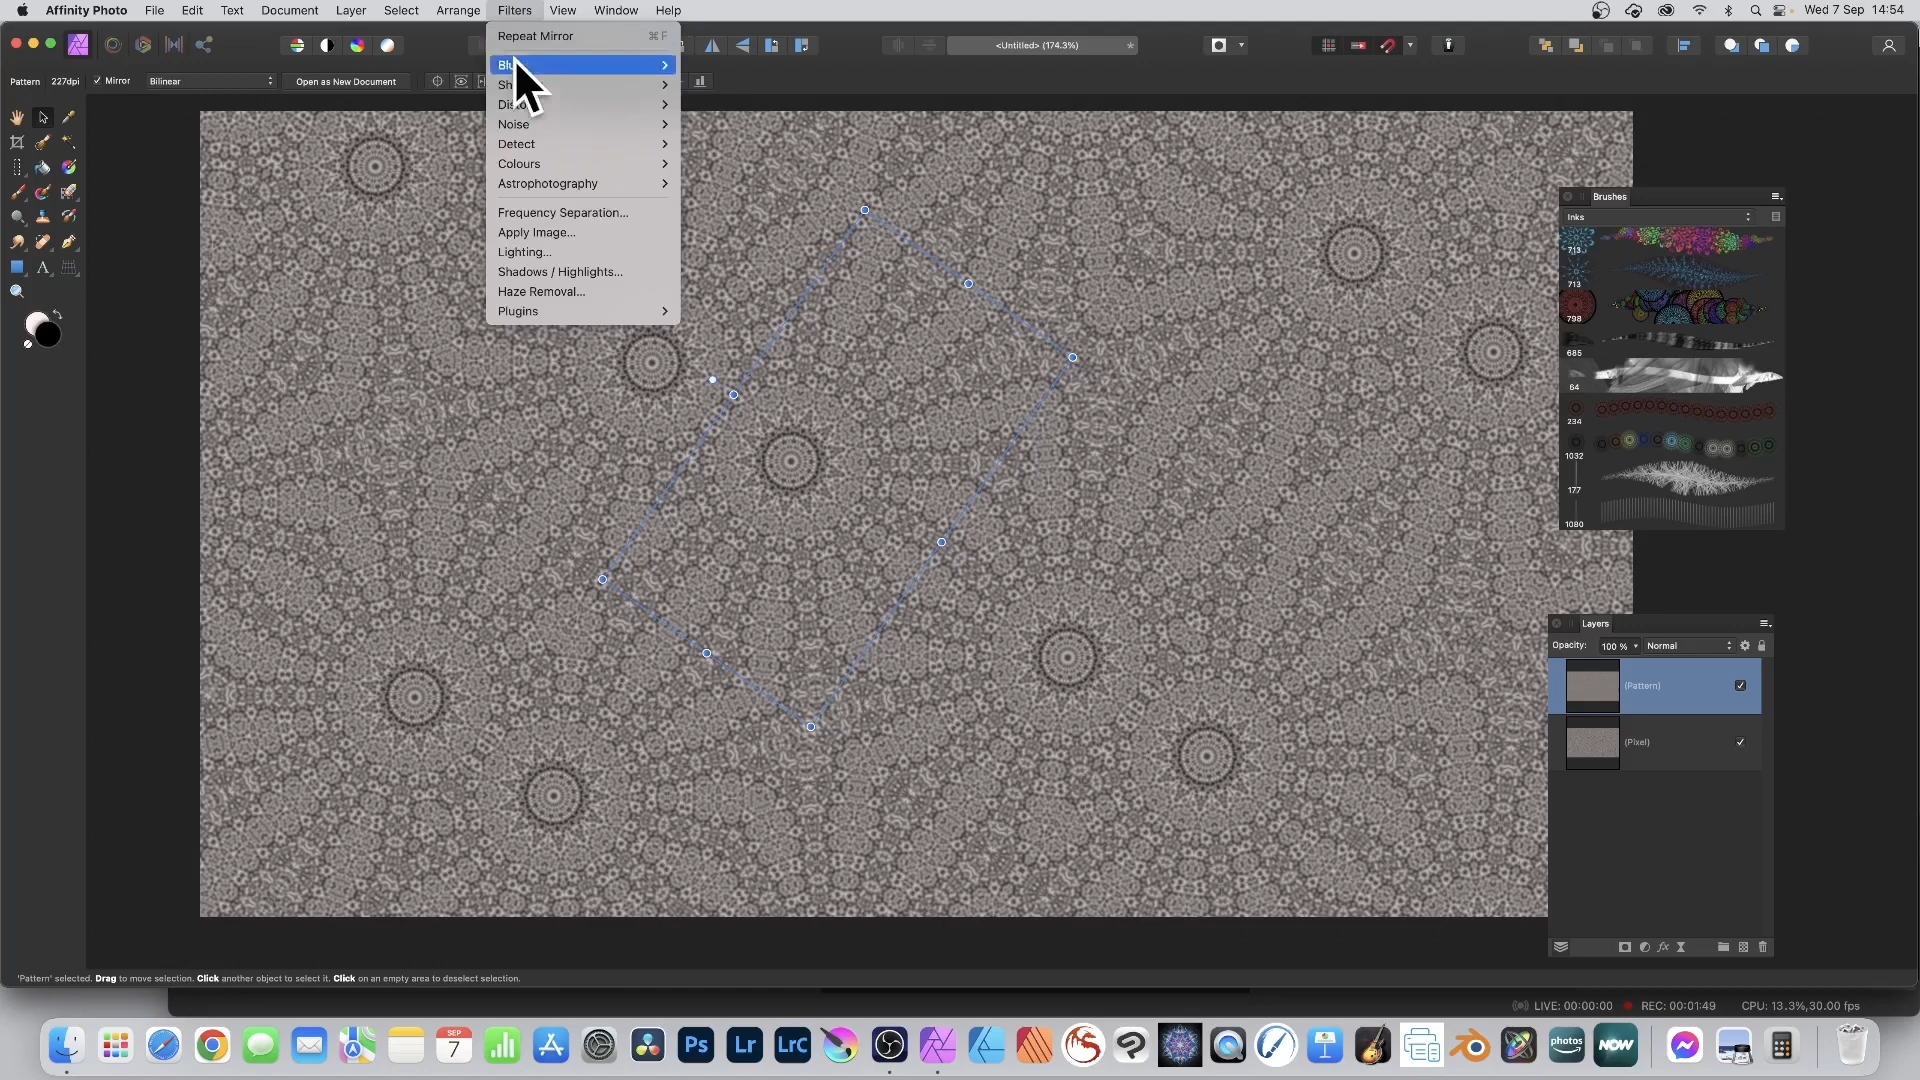 Affinity Photo File Edit Text Document Layer Select Arrange Filters View Window Help Wed 7 Sep 14:54
Repeat Mirror ⌘F
<Untitled> (174.3%) *
Pattern 227dpi Mirror Bilinear Open as New Document
Noise
Detect
Colours
Astrophotography
Frequency Separation...
Apply Image...
Lighting...
Shadows / Highlights...
Haze Removal...
Plugins
Brushes
Inks
713
713
798
685
64
234
1032
177
1080
Layers
Opacity: 100 % Normal
(Pattern)
(Pixel)
'Pattern' selected. Drag to move selection. Click another object to select it. Click on an empty area to deselect selection.
LIVE: 00:00:00 REC: 00:01:49 CPU: 13.3%,30.00 fps
SEP
7
Ps Lr LrC photos NOW